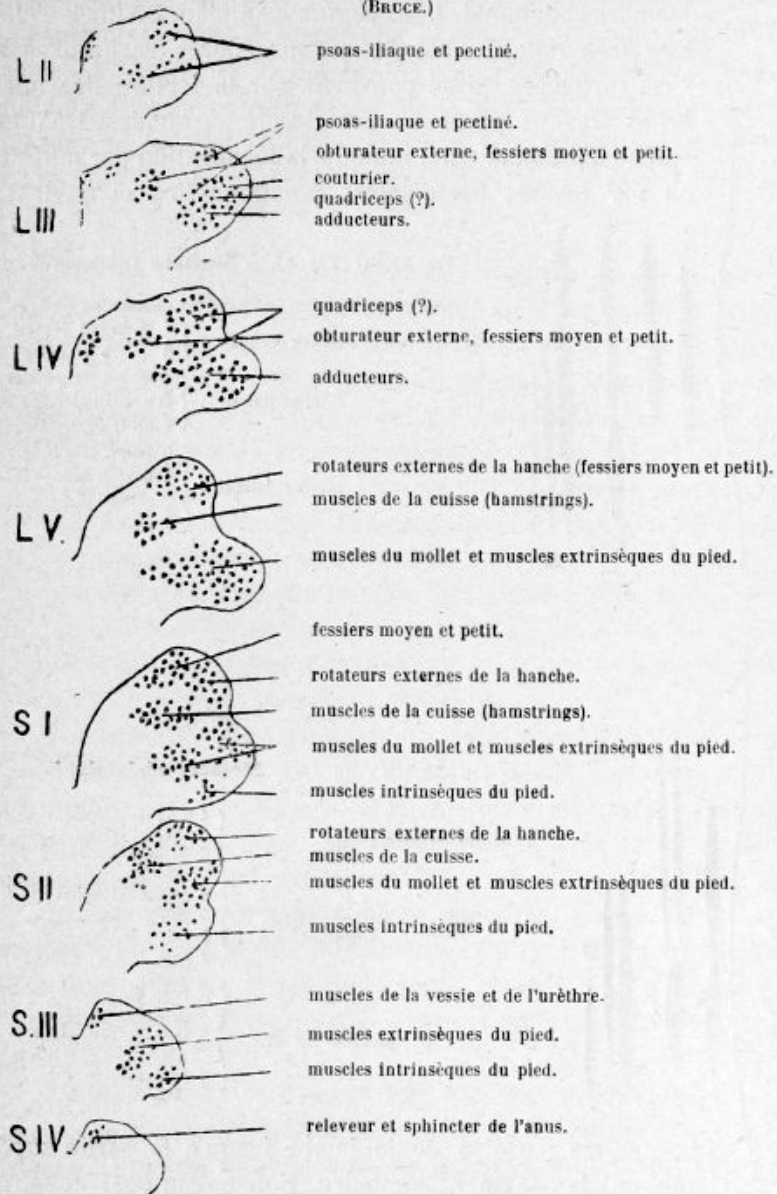 (BRUCE.)
L II
psoas-iliaque et pectiné.
psoas-iliaque et pectiné.
obturateur externe, fessiers moyen et petit.
couturier.
L III
quadriceps (?).
adducteurs.
quadriceps (?).
L IV
obturateur externe, fessiers moyen et petit.
adducteurs.
rotateurs externes de la hanche (fessiers moyen et petit).
L V.
muscles de la cuisse (hamstrings).
muscles du mollet et muscles extrinsèques du pied.
fessiers moyen et petit.
rotateurs externes de la hanche.
S I
muscles de la cuisse (hamstrings).
muscles du mollet et muscles extrinsèques du pied.
muscles intrinsèques du pied.
rotateurs externes de la hanche.
muscles de la cuisse.
S II
muscles du mollet et muscles extrinsèques du pied.
muscles intrinsèques du pied.
muscles de la vessie et de l'urèthre.
S.III
muscles extrinsèques du pied.
muscles intrinsèques du pied.
S IV
releveur et sphincter de l'anus.